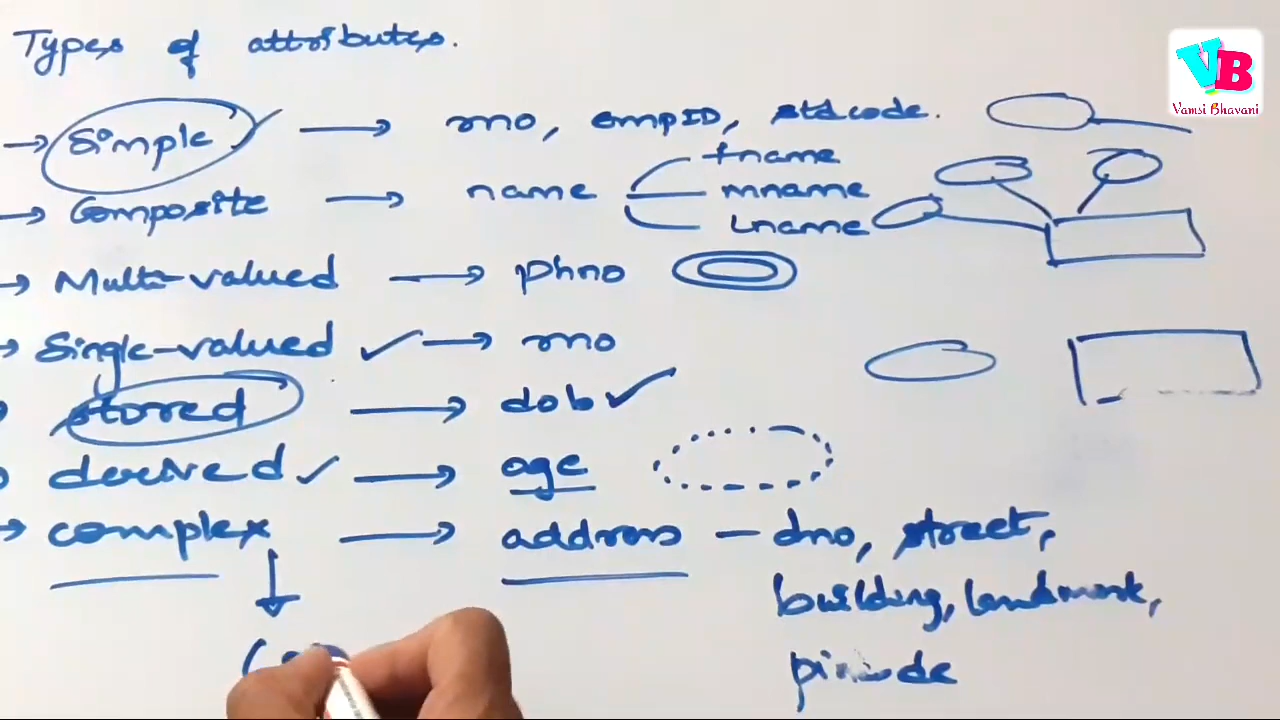 Types of attributes.
VB
Vamsi Bhavani
→ Simple ✓ → rno, empID, stdcode.
→ Composite → name fname
mname
Lname
→ Multi-valued → phno
→ Single-valued ✓ → rno
stored → dob ✓
derived ✓ → age
→ complex → address - dno, street,
building, landmark,
pincode